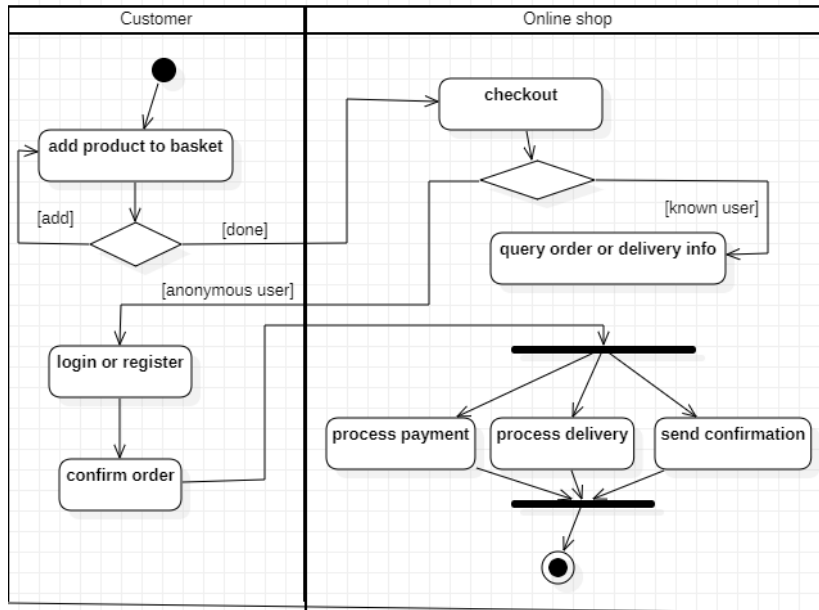 Customer
Online shop
checkout
add product to basket
[add]
[done]
[known user]
query order or delivery info
[anonymous user]
login or register
process payment
process delivery
send confirmation
confirm order